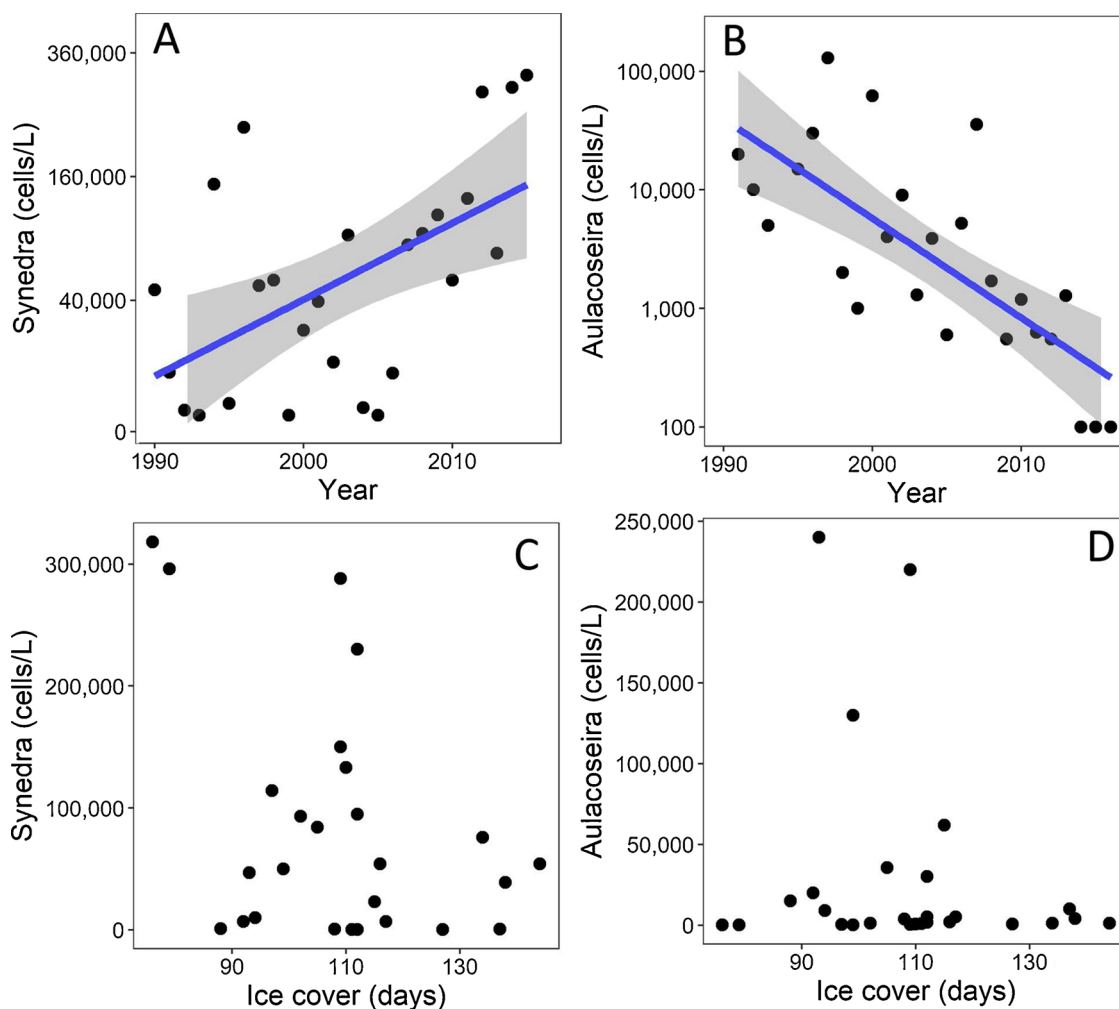 A
Synedra (cells/L)
360,000
160,000
40,000
0
1990
2000
2010
Year
B
Aulacoseira (cells/L)
100,000
10,000
1,000
100
1990
2000
2010
Year
C
Synedra (cells/L)
300,000
200,000
100,000
0
90
110
130
Ice cover (days)
D
Aulacoseira (cells/L)
250,000
200,000
150,000
100,000
50,000
0
90
110
130
Ice cover (days)